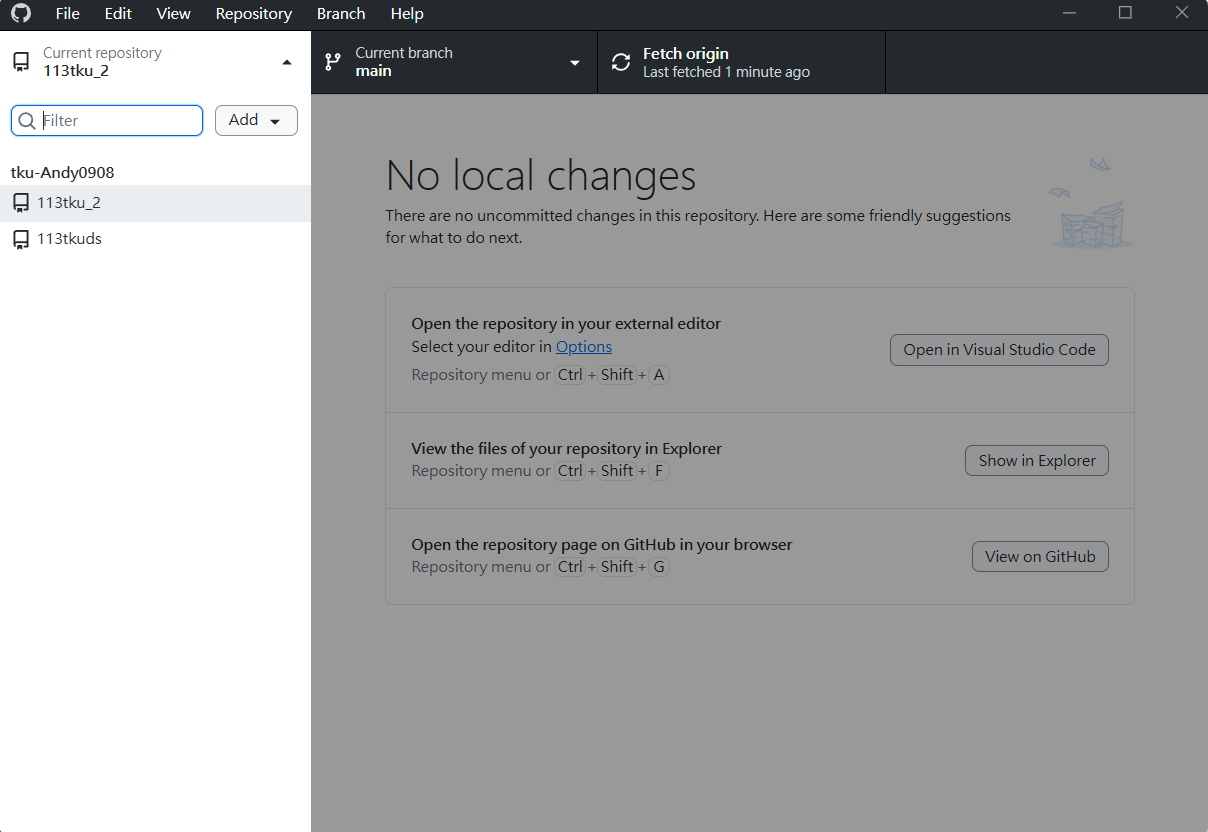 File Edit View Repository Branch Help
Current repository
113tku_2
Current branch
main
Fetch origin
Last fetched 1 minute ago
Filter
Add
tku-Andy0908
113tku_2
113tkuds
No local changes
There are no uncommitted changes in this repository. Here are some friendly suggestions
for what to do next.
Open the repository in your external editor
Select your editor in Options
Repository menu or Ctrl + Shift + A
Open in Visual Studio Code
View the files of your repository in Explorer
Repository menu or Ctrl + Shift + F
Show in Explorer
Open the repository page on GitHub in your browser
Repository menu or Ctrl + Shift + G
View on GitHub